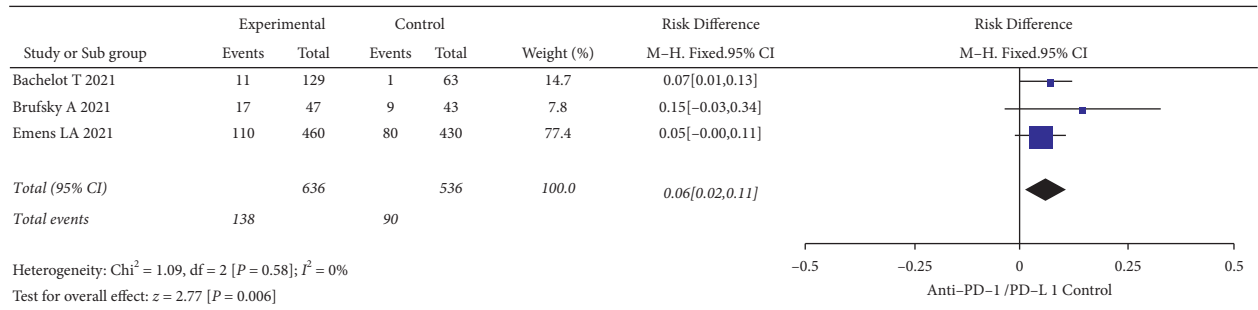 Experimental Control Risk Difference Risk Difference
Study or Sub group Events Total Events Total Weight (%) M–H. Fixed.95% CI M–H. Fixed.95% CI
Bachelot T 2021 11 129 1 63 14.7 0.07[0.01,0.13]
Brufsky A 2021 17 47 9 43 7.8 0.15[–0.03,0.34]
Emens LA 2021 110 460 80 430 77.4 0.05[–0.00,0.11]
Total (95% CI) 636 536 100.0 0.06[0.02,0.11]
Total events 138 90
Heterogeneity: Chi² = 1.09, df = 2 [P = 0.58]; I² = 0%
Test for overall effect: z = 2.77 [P = 0.006]
–0.5 –0.25 0 0.25 0.5
Anti–PD–1 /PD–L 1 Control